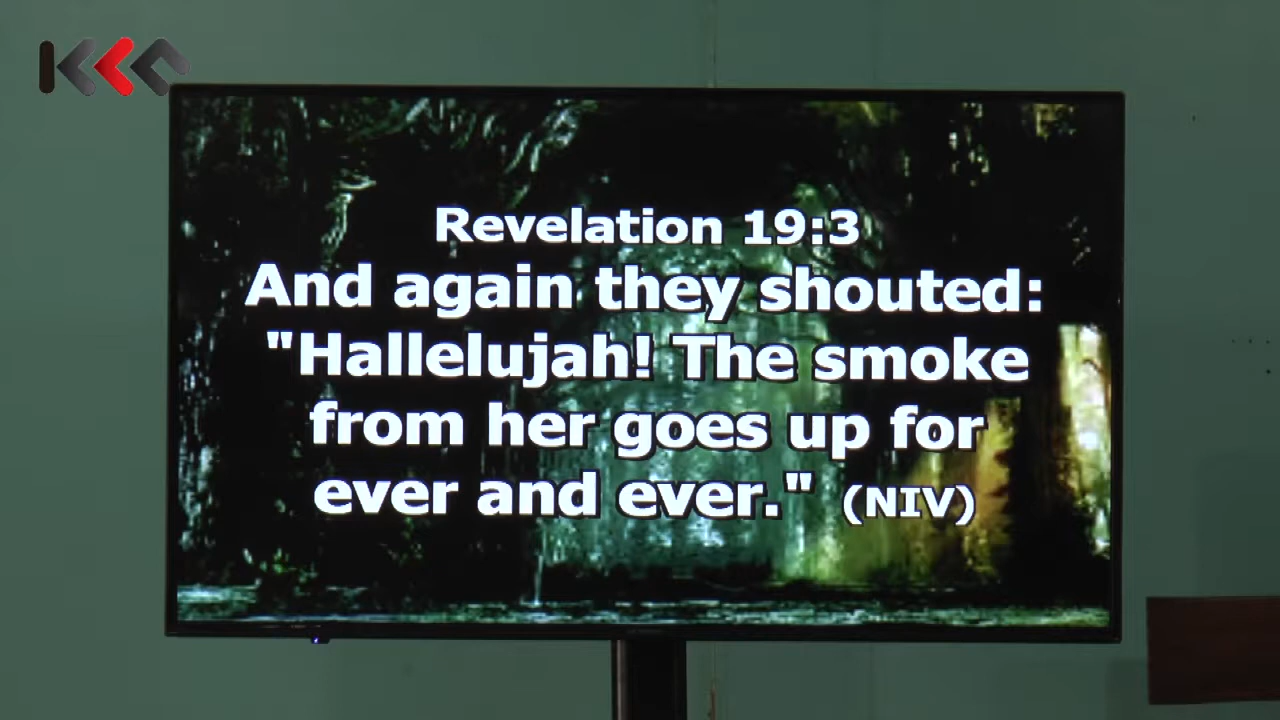 KCC
Revelation 19:3
And again they shouted:
"Hallelujah! The smoke
from her goes up for
ever and ever." (NIV)